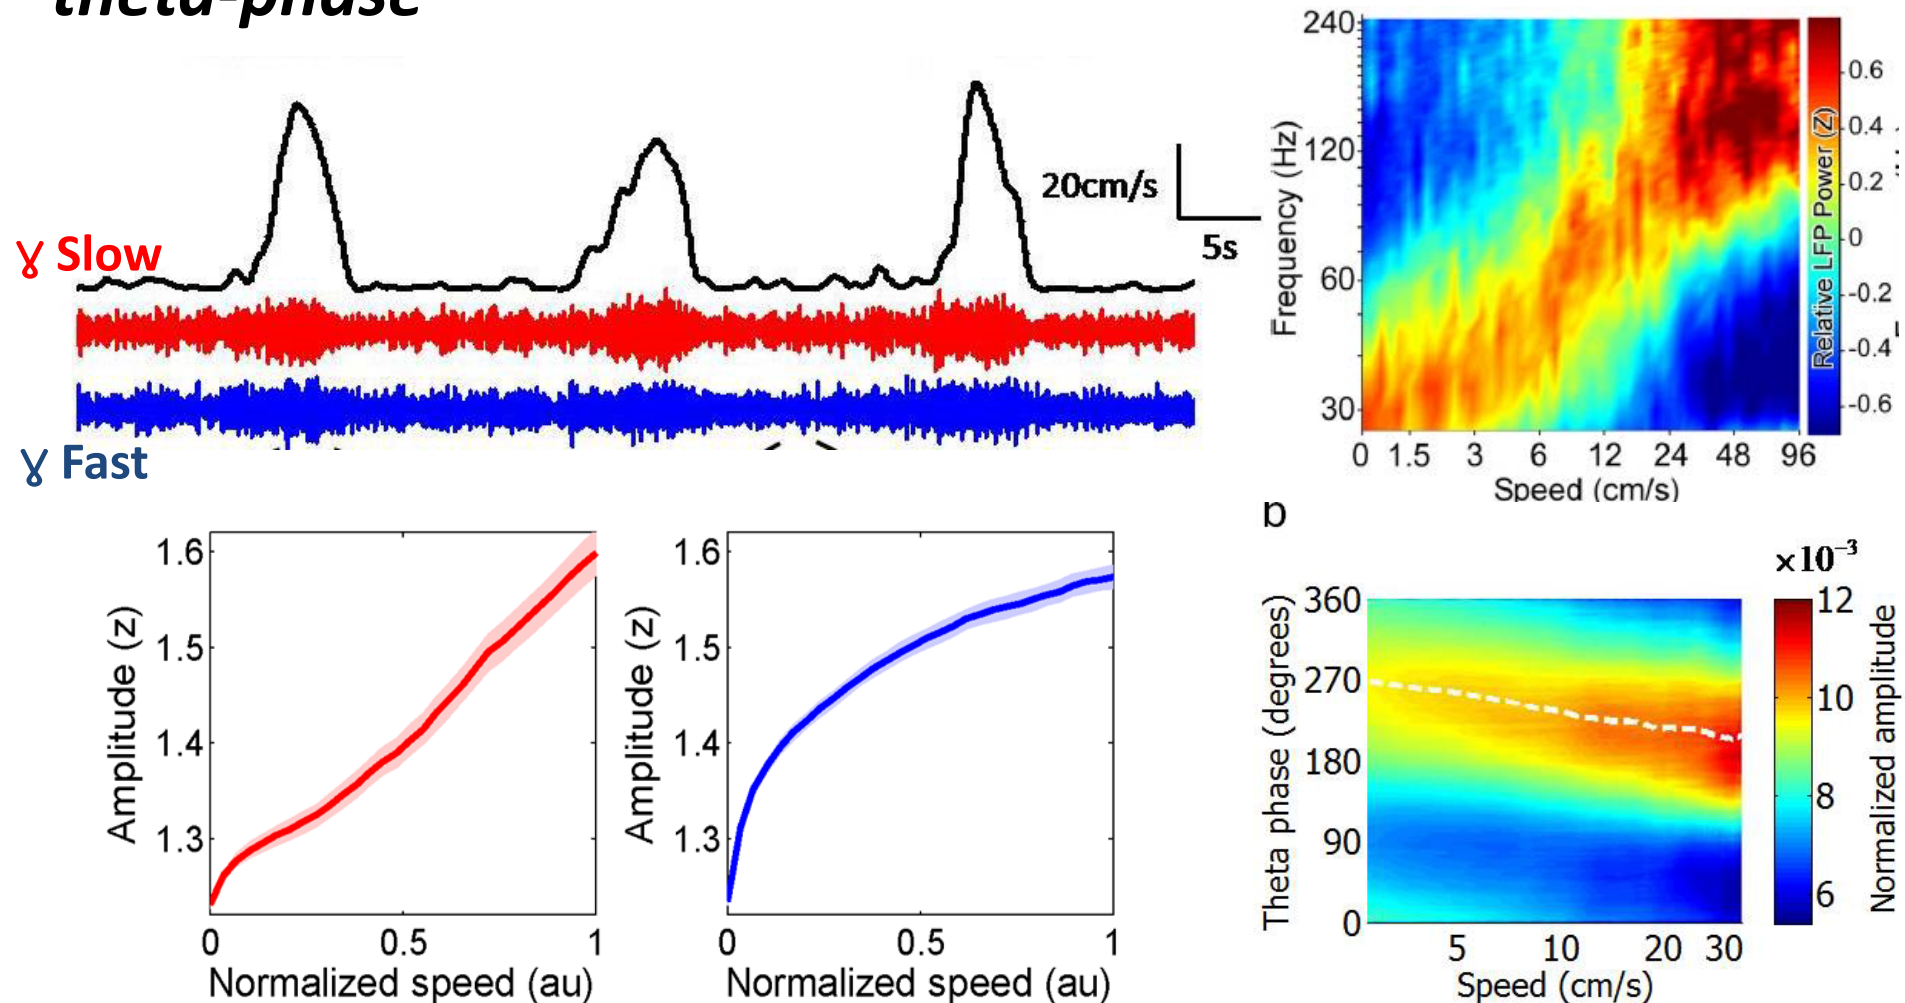 theta-phase
20cm/s
5s
ɣ Slow
ɣ Fast
240
120
60
30
Frequency (Hz)
0 1.5 3 6 12 24 48 96
Speed (cm/s)
Relative LFP Power (Z)
0.6
0.4
0.2
0
-0.2
-0.4
-0.6
1.6
1.5
1.4
1.3
Amplitude (z)
0 0.5 1
Normalized speed (au)
1.6
1.5
1.4
1.3
Amplitude (z)
0 0.5 1
Normalized speed (au)
b
×10⁻³
360
270
180
90
0
Theta phase (degrees)
5 10 20 30
Speed (cm/s)
12
10
8
6
Normalized amplitude